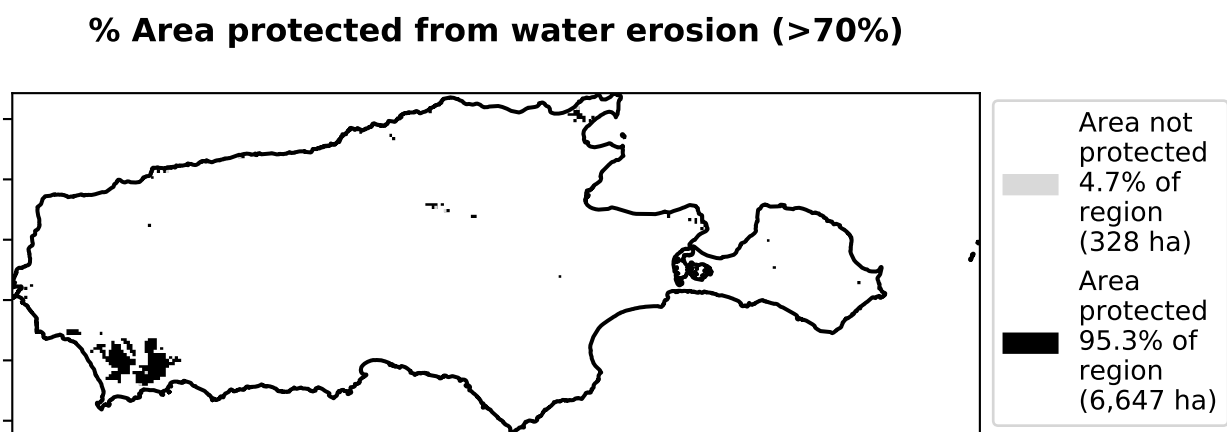 % Area protected from water erosion (>70%)
Area not
protected
4.7% of
region
(328 ha)
Area
protected
95.3% of
region
(6,647 ha)